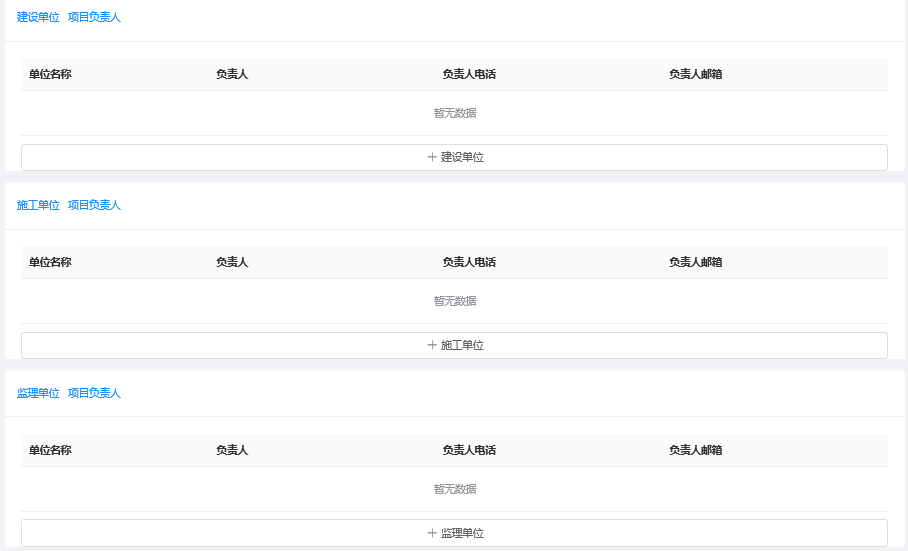 建设单位 项目负责人
单位名称 负责人 负责人电话 负责人邮箱
暂无数据
+ 建设单位
施工单位 项目负责人
单位名称 负责人 负责人电话 负责人邮箱
暂无数据
+ 施工单位
监理单位 项目负责人
单位名称 负责人 负责人电话 负责人邮箱
暂无数据
+ 监理单位